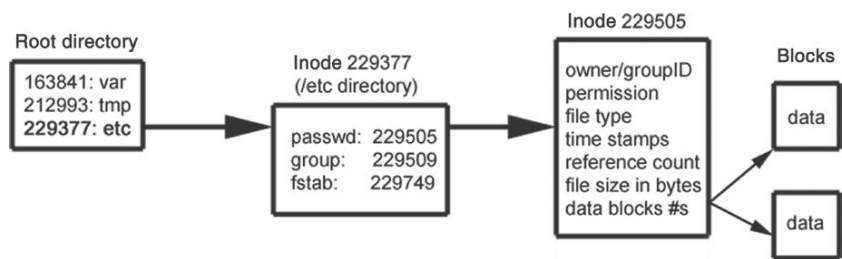 Root directory
163841: var
212993: tmp
229377: etc
Inode 229377
(/etc directory)
passwd: 229505
group: 229509
fstab: 229749
Inode 229505
owner/groupID
permission
file type
time stamps
reference count
file size in bytes
data blocks #s
Blocks
data
data